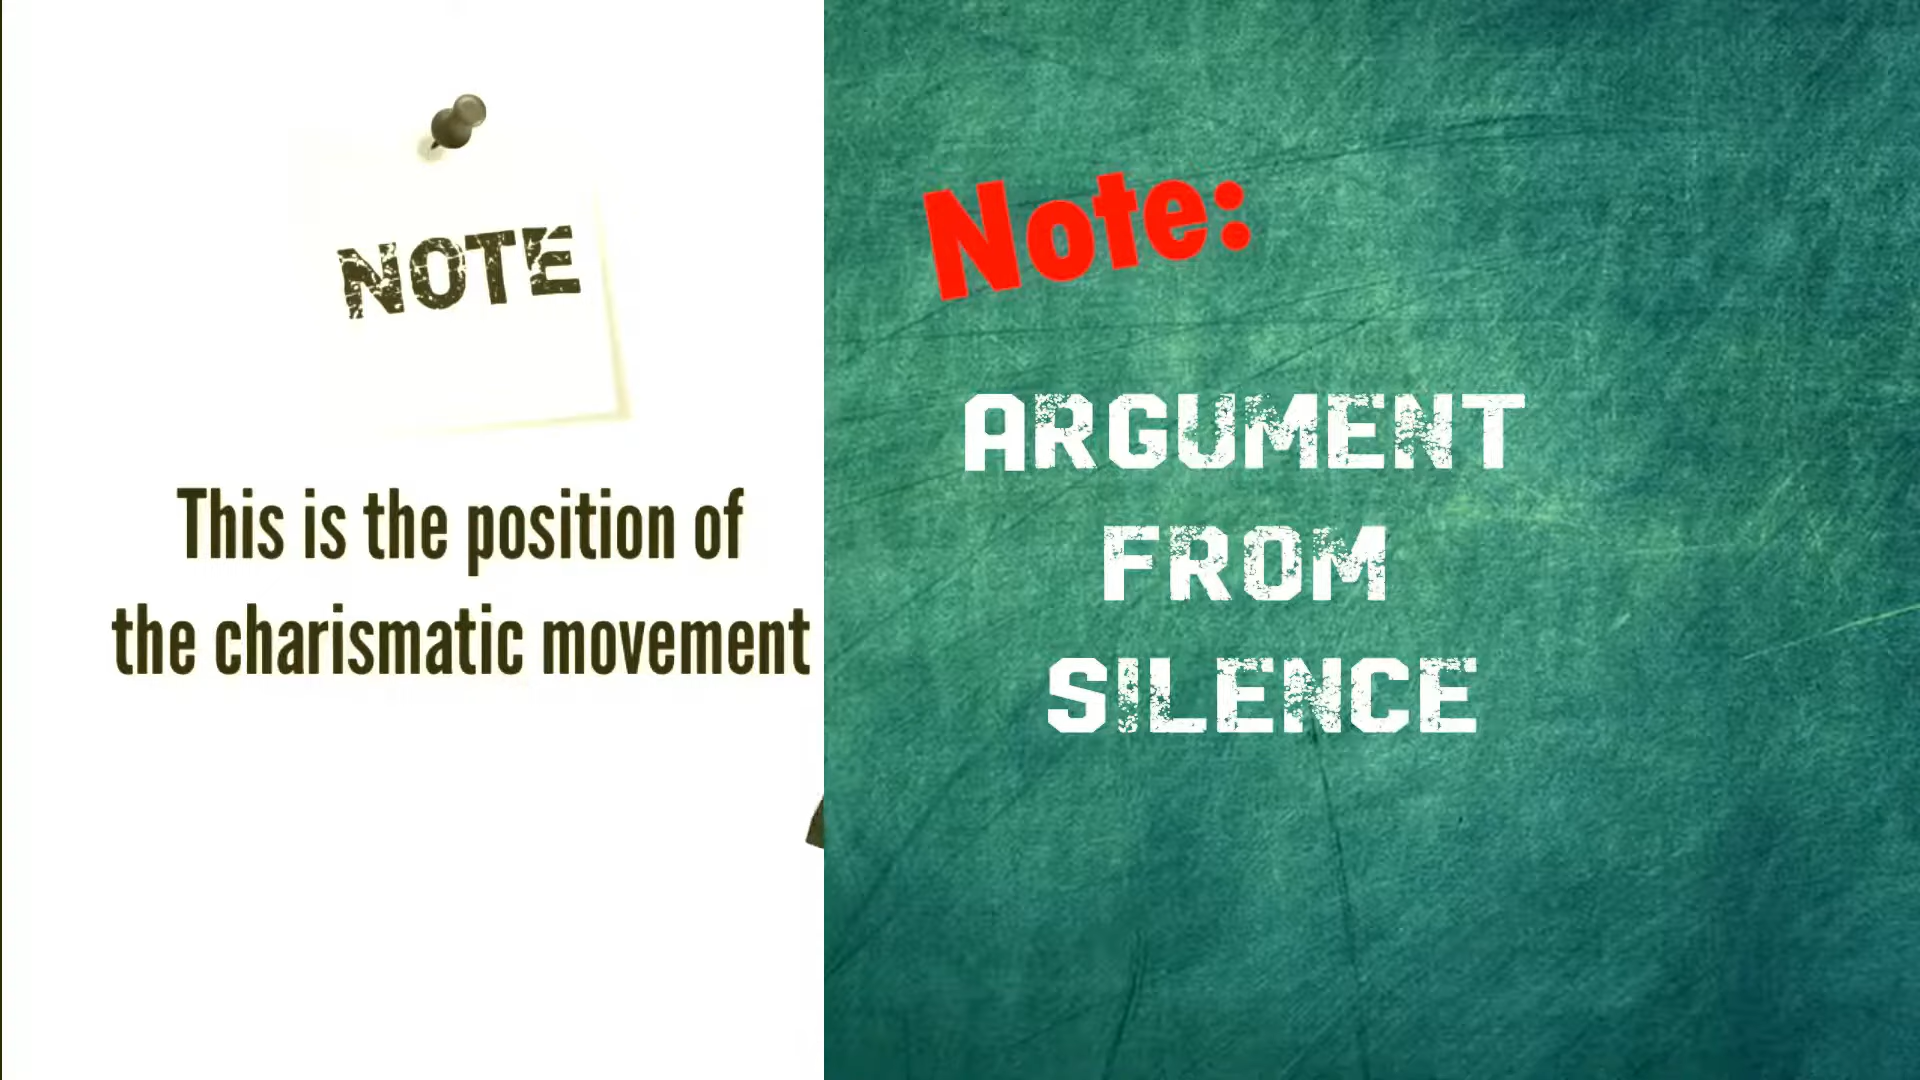 NOTE
This is the position of
the charismatic movement
Note:
ARGUMENT
FROM
SILENCE